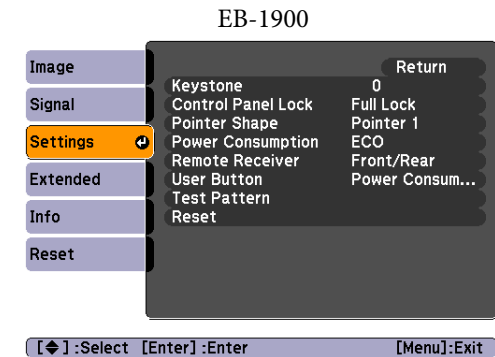 EB-1900
Image
Signal
Settings
Extended
Info
Reset
Return
Keystone 0
Control Panel Lock Full Lock
Pointer Shape Pointer 1
Power Consumption ECO
Remote Receiver Front/Rear
User Button Power Consum...
Test Pattern
Reset
[◆] :Select [Enter] :Enter [Menu]:Exit